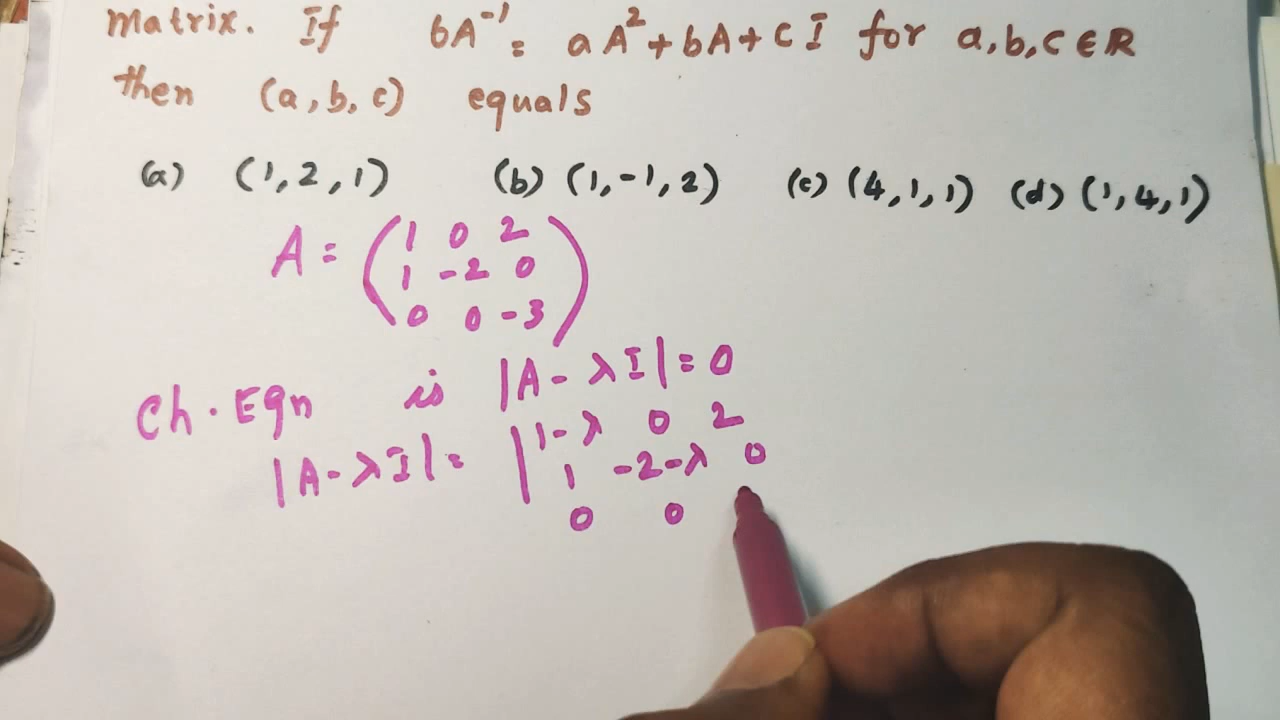 Matrix. If 6A⁻¹ = aA² + bA + cI for a,b,c ∈ R
then (a, b, c) equals
(a) (1, 2, 1) (b) (1, -1, 2) (c) (4, 1, 1) (d) (1, 4, 1)
A = ( 1 0 2
1 -2 0
0 0 -3 )
Ch. Eqn is |A - λI| = 0
|A - λI| = | 1-λ 0 2
1 -2-λ 0
0 0